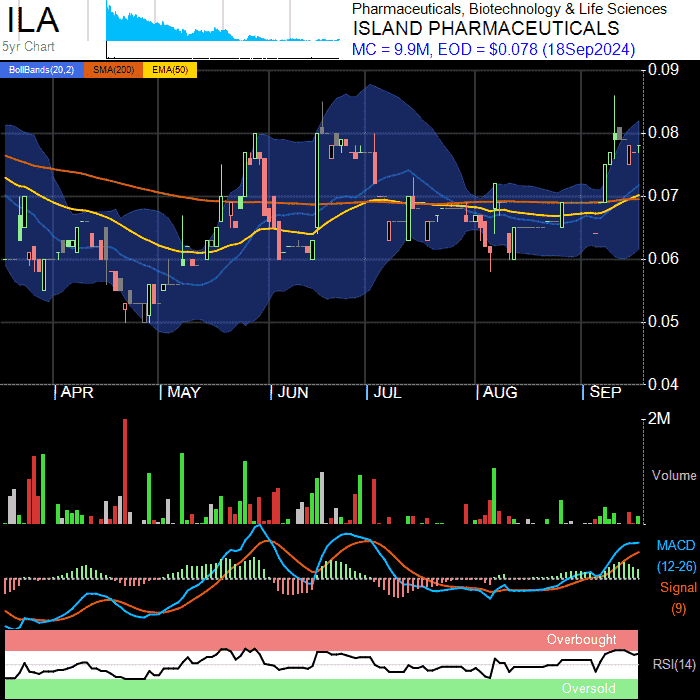 ILA
5yr Chart
Pharmaceuticals, Biotechnology & Life Sciences
ISLAND PHARMACEUTICALS
MC = 9.9M, EOD = $0.078 (18Sep2024)
BollBands(20,2) SMA(200) EMA(50)
0.09
0.08
0.07
0.06
0.05
0.04
APR MAY JUN JUL AUG SEP
2M
Volume
MACD
(12-26)
Signal
(9)
Overbought
RSI(14)
Oversold